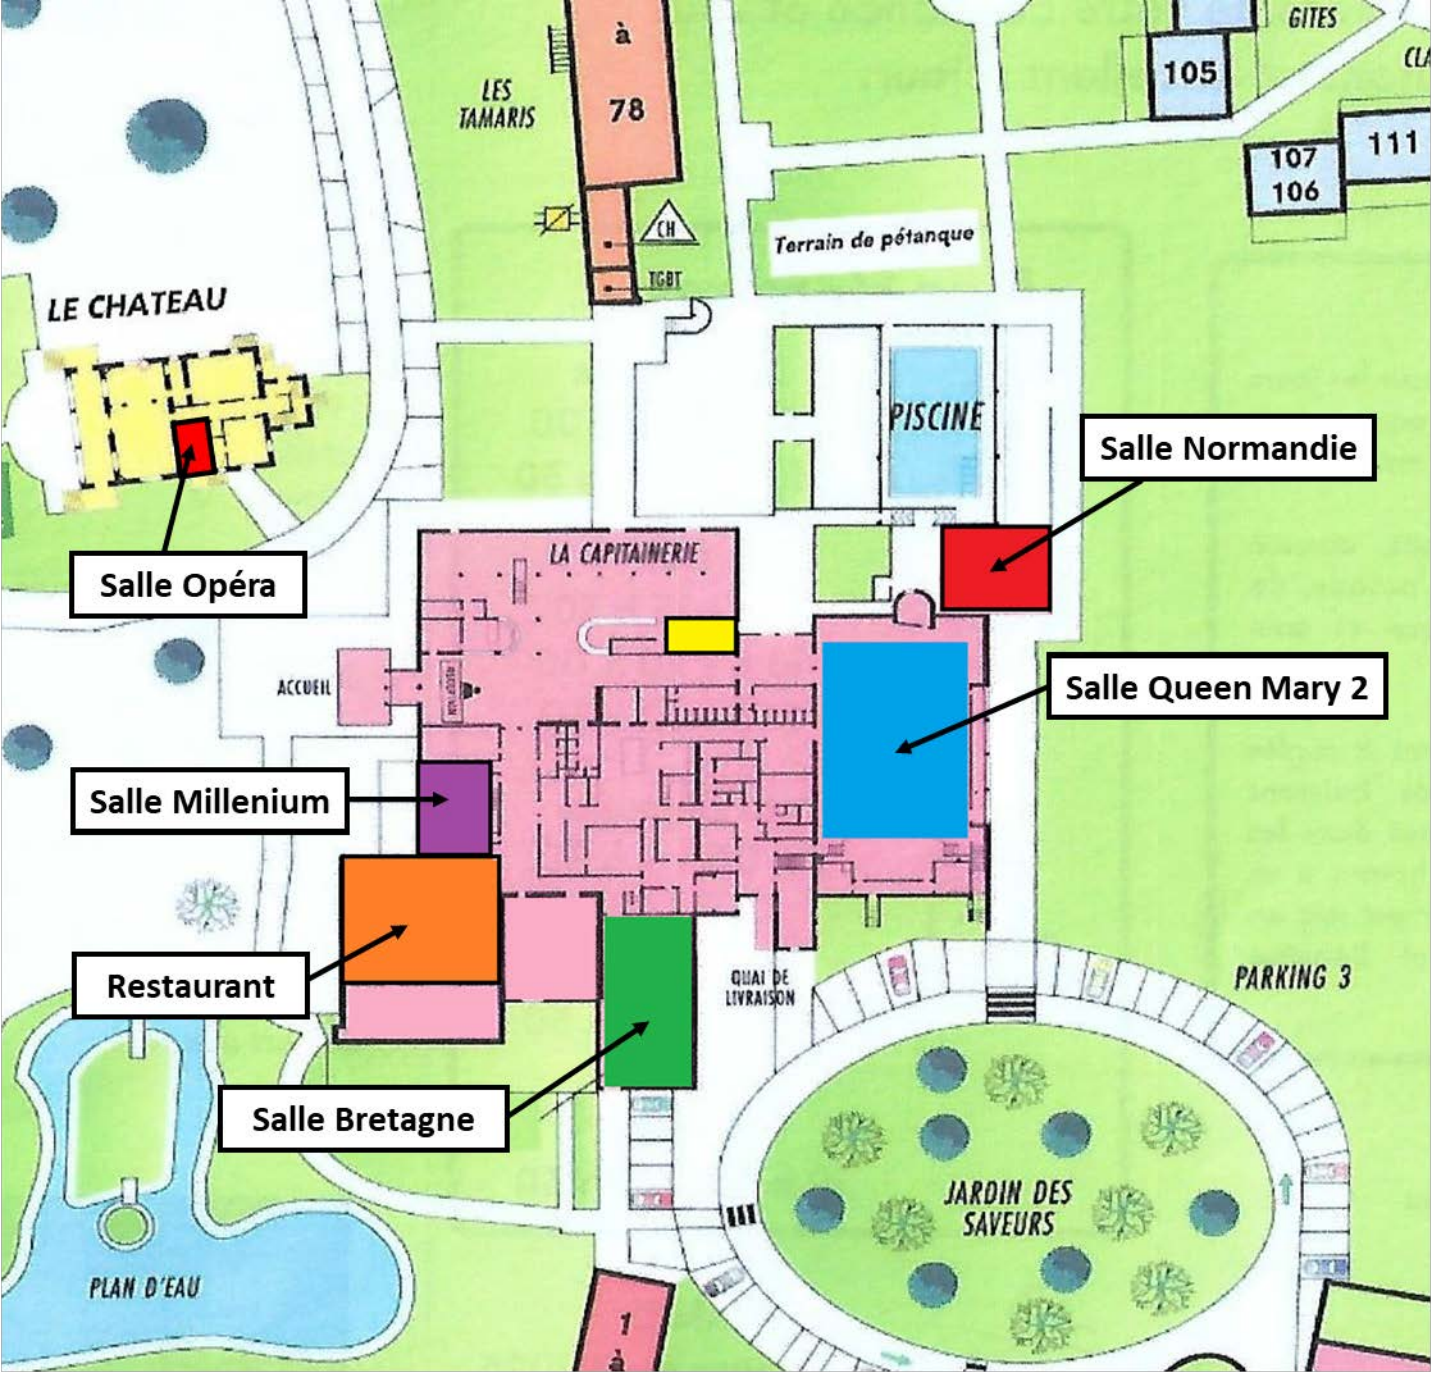 à
78
LES
TAMARIS
GITES
105
107
106
111
CH
TGBT
Terrain de pétanque
LE CHATEAU
PISCINE
Salle Normandie
Salle Opéra
LA CAPITAINERIE
ACCUEIL
Salle Queen Mary 2
Salle Millenium
Restaurant
QUAI DE
LIVRAISON
PARKING 3
Salle Bretagne
JARDIN DES
SAVEURS
PLAN D'EAU
1
à